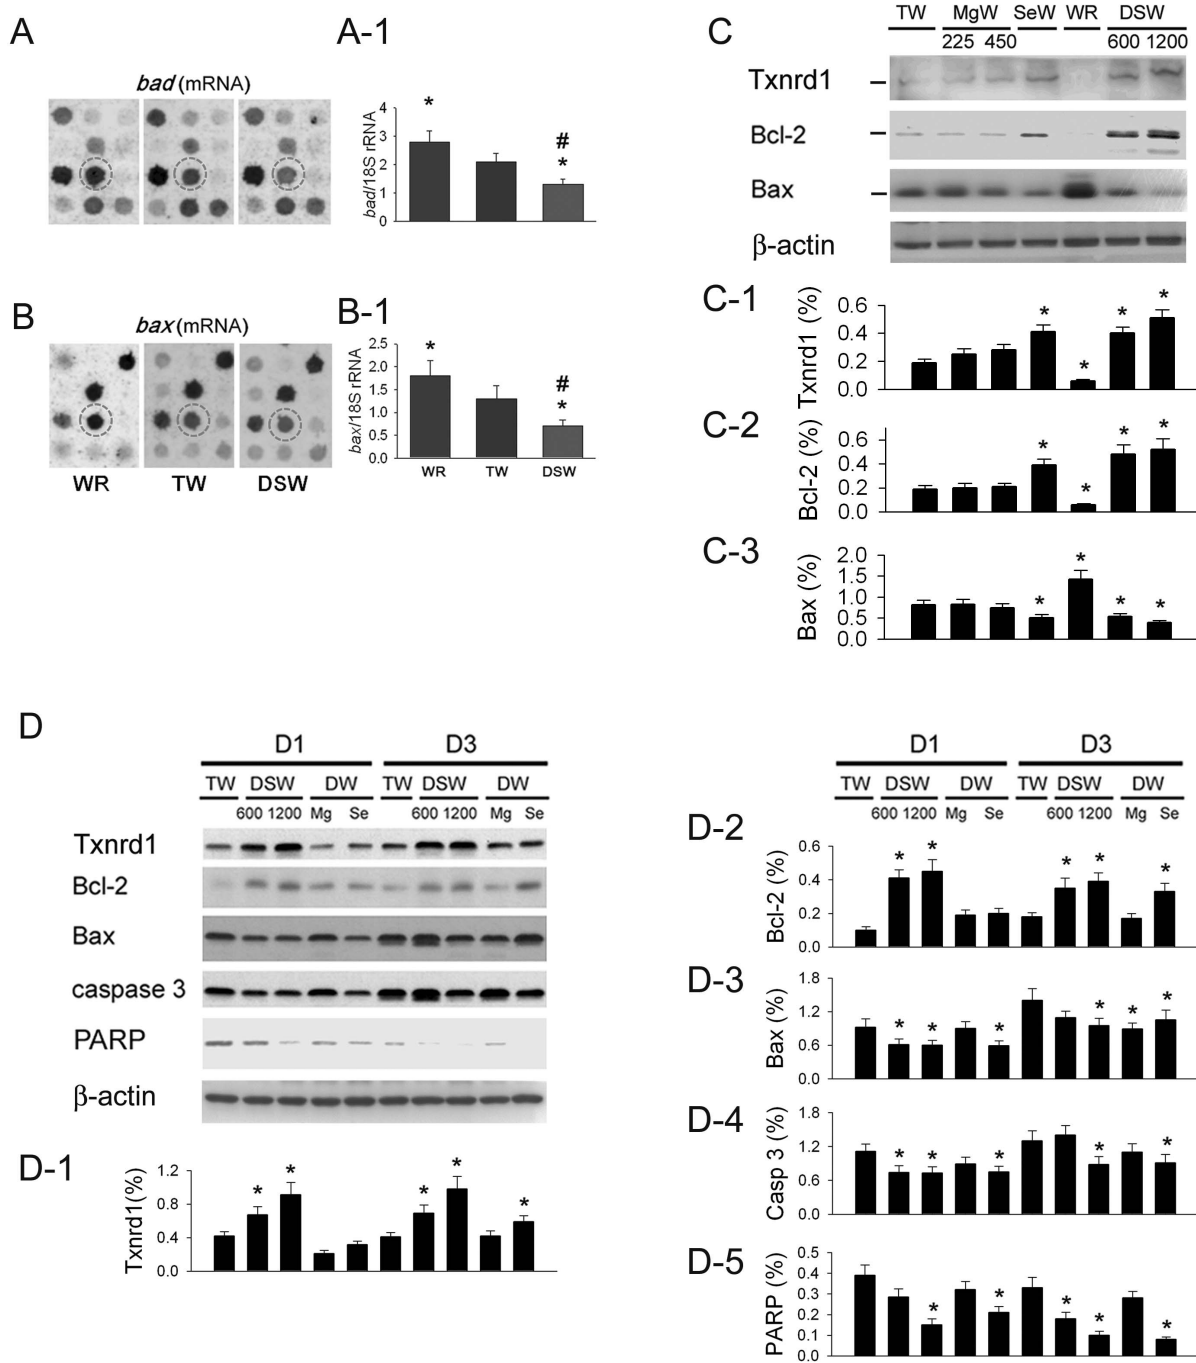 A
bad (mRNA)
A-1
bad/18S rRNA
4
3
2
1
0
*
#
*
B
bax (mRNA)
WR TW DSW
B-1
bax/18S rRNA
2.5
2.0
1.5
1.0
0.5
0.0
*
#
*
WR TW DSW
C
TW MgW SeW WR DSW
225 450 600 1200
Txnrd1
Bcl-2
Bax
β-actin
C-1
Txnrd1 (%)
0.6
0.4
0.2
0.0
* * * *
C-2
Bcl-2 (%)
0.6
0.4
0.2
0.0
* * * *
C-3
Bax (%)
2.0
1.5
1.0
0.5
0.0
* * * *
D
D1 D3
TW DSW DW TW DSW DW
600 1200 Mg Se 600 1200 Mg Se
Txnrd1
Bcl-2
Bax
caspase 3
PARP
β-actin
D-1
Txnrd1(%)
1.2
0.8
0.4
0.0
* * * * *
D1 D3
TW DSW DW TW DSW DW
600 1200 Mg Se 600 1200 Mg Se
D-2
Bcl-2 (%)
0.6
0.4
0.2
0.0
* * * * *
D-3
Bax (%)
1.8
1.2
0.6
0.0
* * * * * *
D-4
Casp 3 (%)
1.8
1.2
0.6
0.0
* * * * *
D-5
PARP (%)
0.5
0.4
0.3
0.2
0.1
0.0
* * * * *